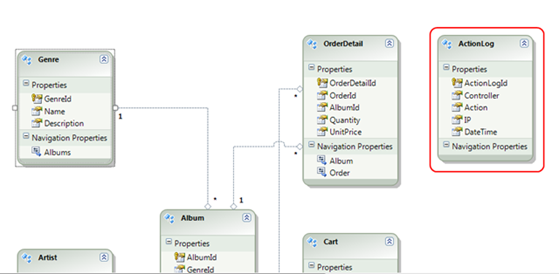 Genre
Properties
GenreId
Name
Description
Navigation Properties
Albums
1
*
OrderDetail
Properties
OrderDetailId
OrderId
AlbumId
Quantity
UnitPrice
Navigation Properties
Album
Order
*
*
1
ActionLog
Properties
ActionLogId
Controller
Action
IP
DateTime
Navigation Properties
Album
Properties
AlbumId
GenreId
Artist
Properties
Cart
Properties